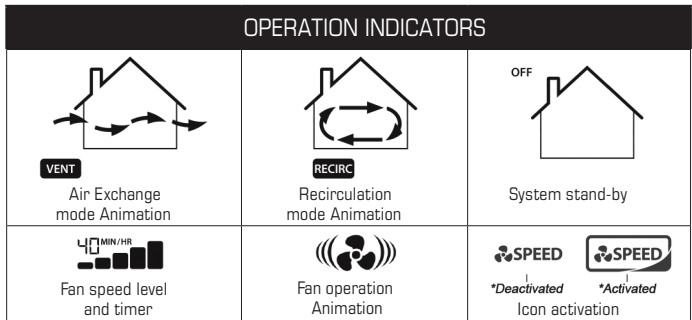 OPERATION INDICATORS
VENT
Air Exchange
mode Animation
RECIRC
Recirculation
mode Animation
OFF
System stand-by
40 MIN/HR
Fan speed level
and timer
Fan operation
Animation
SPEED
*Deactivated
SPEED
*Activated
Icon activation